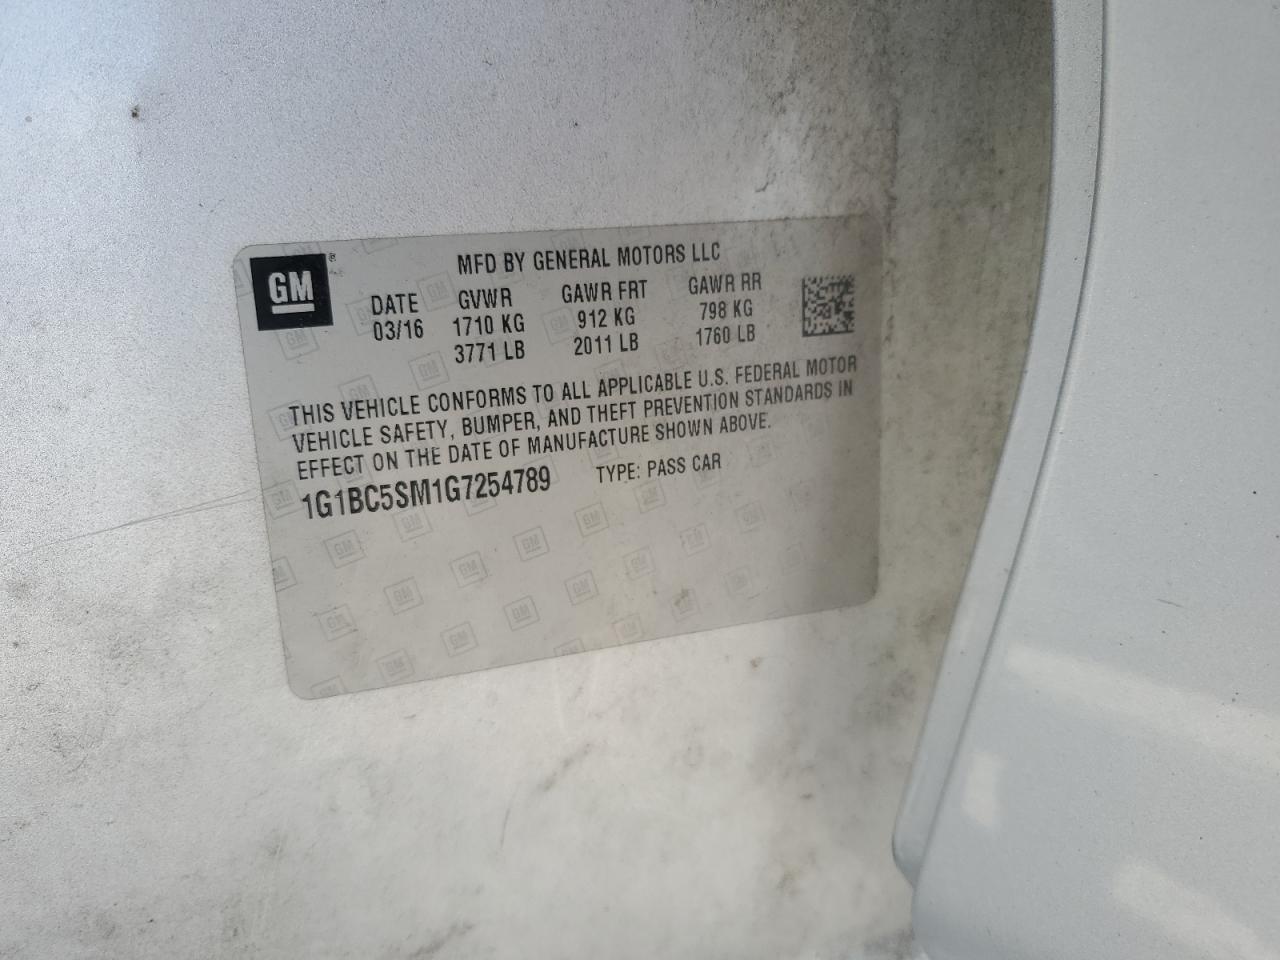 GM ®
MFD BY GENERAL MOTORS LLC
DATE GVWR GAWR FRT GAWR RR
03/16 1710 KG 912 KG 798 KG
3771 LB 2011 LB 1760 LB
THIS VEHICLE CONFORMS TO ALL APPLICABLE U.S. FEDERAL MOTOR
VEHICLE SAFETY, BUMPER, AND THEFT PREVENTION STANDARDS IN
EFFECT ON THE DATE OF MANUFACTURE SHOWN ABOVE.
1G1BC5SM1G7254789 TYPE: PASS CAR